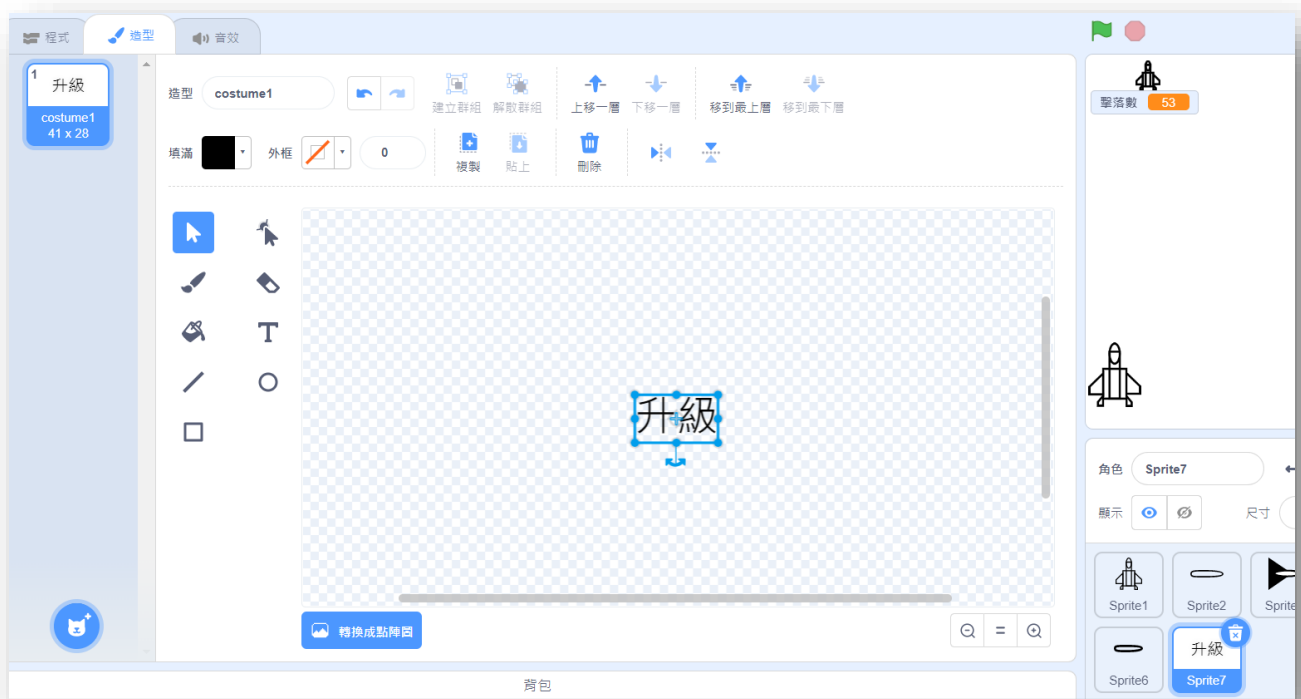 程式
造型
音效
1
升級
costume1
41 x 28
造型
costume1
建立群組
解散群組
上移一層
下移一層
移到最上層
移到最下層
填滿
外框
0
複製
貼上
刪除
T
升級
轉換成點陣圖
背包
擊落數 53
角色
Sprite7
顯示
尺寸
Sprite1
Sprite2
Sprite
Sprite6
升級
Sprite7